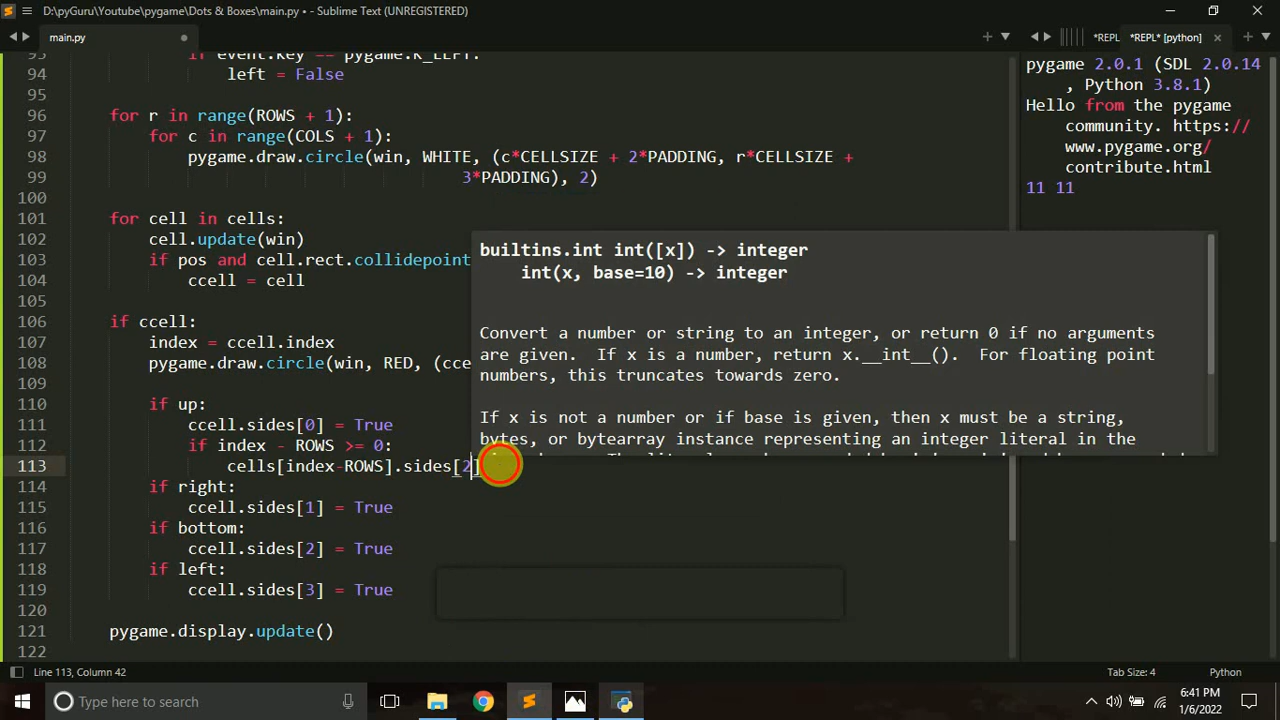 D:\pyGuru\Youtube\pygame\Dots & Boxes\main.py • - Sublime Text (UNREGISTERED)
main.py
*REPL
*REPL* [python]
94 left = False
95
96 for r in range(ROWS + 1):
97 for c in range(COLS + 1):
98 pygame.draw.circle(win, WHITE, (c*CELLSIZE + 2*PADDING, r*CELLSIZE +
99 3*PADDING), 2)
100
101 for cell in cells:
102 cell.update(win)
103 if pos and cell.rect.collidepoint
104 ccell = cell
105
106 if ccell:
107 index = ccell.index
108 pygame.draw.circle(win, RED, (cce
109
110 if up:
111 ccell.sides[0] = True
112 if index - ROWS >= 0:
113 cells[index-ROWS].sides[2]
114 if right:
115 ccell.sides[1] = True
116 if bottom:
117 ccell.sides[2] = True
118 if left:
119 ccell.sides[3] = True
120
121 pygame.display.update()
122
builtins.int int([x]) -> integer
int(x, base=10) -> integer
Convert a number or string to an integer, or return 0 if no arguments
are given. If x is a number, return x.__int__(). For floating point
numbers, this truncates towards zero.
If x is not a number or if base is given, then x must be a string,
bytes, or bytearray instance representing an integer literal in the
pygame 2.0.1 (SDL 2.0.14
, Python 3.8.1)
Hello from the pygame
community. https://
www.pygame.org/
contribute.html
11 11
Line 113, Column 42
Tab Size: 4
Python
Type here to search
6:41 PM
1/6/2022